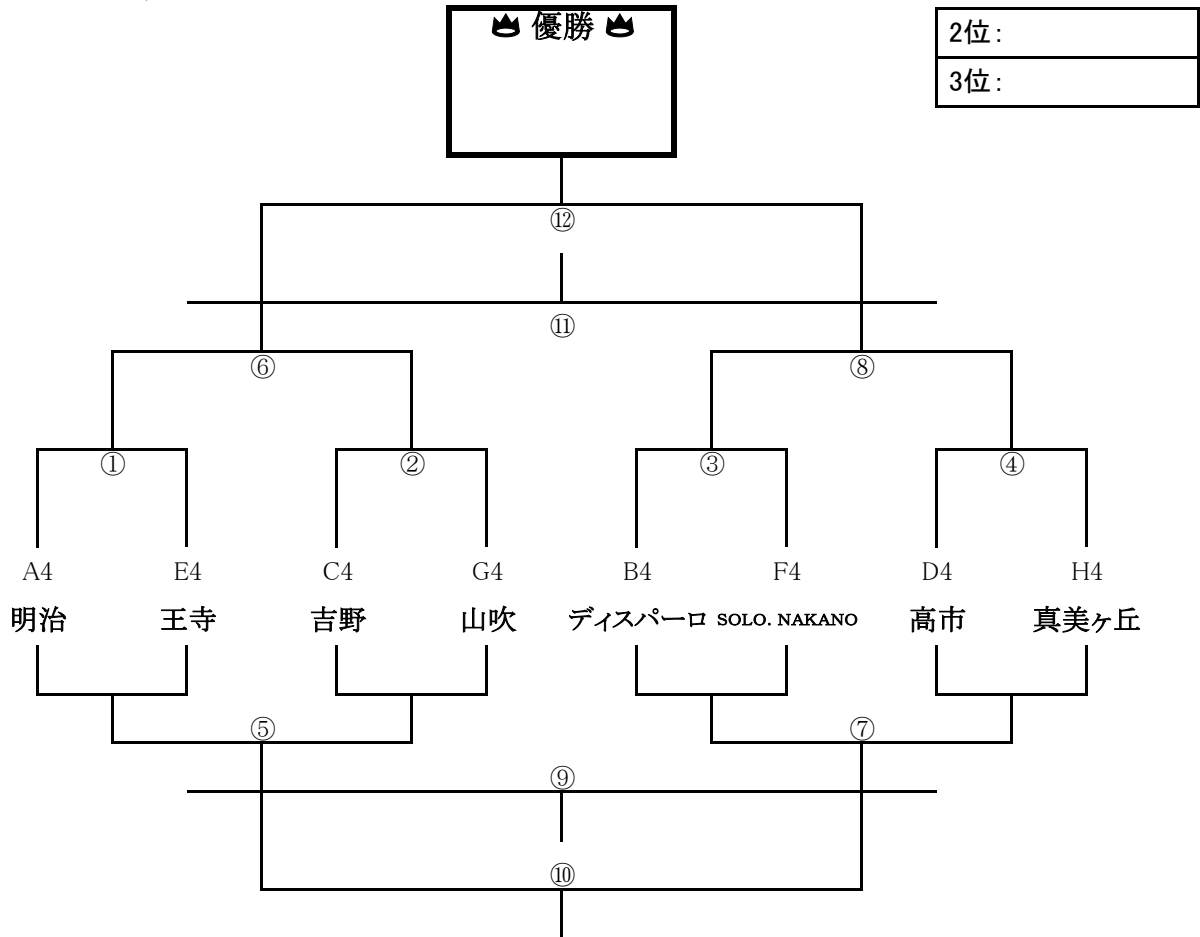 優勝
2位:
3位:
⑫
⑪
⑥ ⑧
① ② ③ ④
A4 E4 C4 G4 B4 F4 D4 H4
明治 王寺 吉野 山吹 ディスパーロ SOLO. NAKANO 高市 真美ヶ丘
⑤ ⑦
⑨
⑩